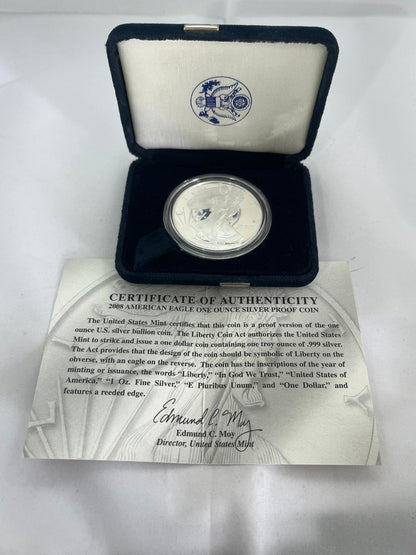 CERTIFICATE OF AUTHENTICITY
2008 AMERICAN EAGLE ONE OUNCE SILVER PROOF COIN
The United States Mint certifies that this coin is a proof version of the one
ounce U.S. silver bullion coin. The Liberty Coin Act authorizes the United States
Mint to strike and issue a one dollar coin containing one troy ounce of .999 silver.
The Act provides that the design of the coin should be symbolic of Liberty on the
obverse, with an eagle on the reverse. The coin has the inscriptions of the year of
minting or issuance, the words “Liberty,” “In God We Trust,” “United States of
America,” “1 Oz. Fine Silver,” “E Pluribus Unum,” and “One Dollar,” and
features a reeded edge.
Edmund C. Moy
Edmund C. Moy
Director, United States Mint